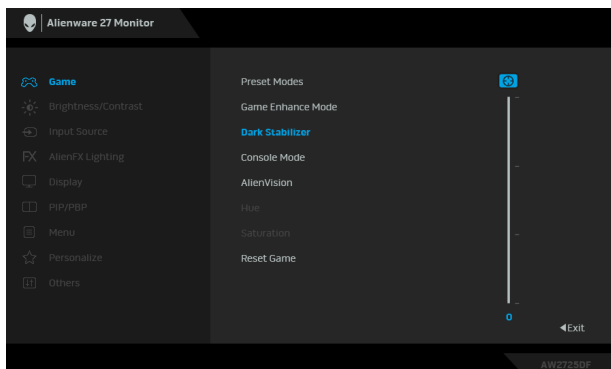 Alienware 27 Monitor
Game
Brightness/Contrast
Input Source
FX AlienFX Lighting
Display
PIP/PBP
Menu
Personalize
Others
Preset Modes
Game Enhance Mode
Dark Stabilizer
Console Mode
AlienVision
Hue
Saturation
Reset Game
0
Exit
AW2725DF